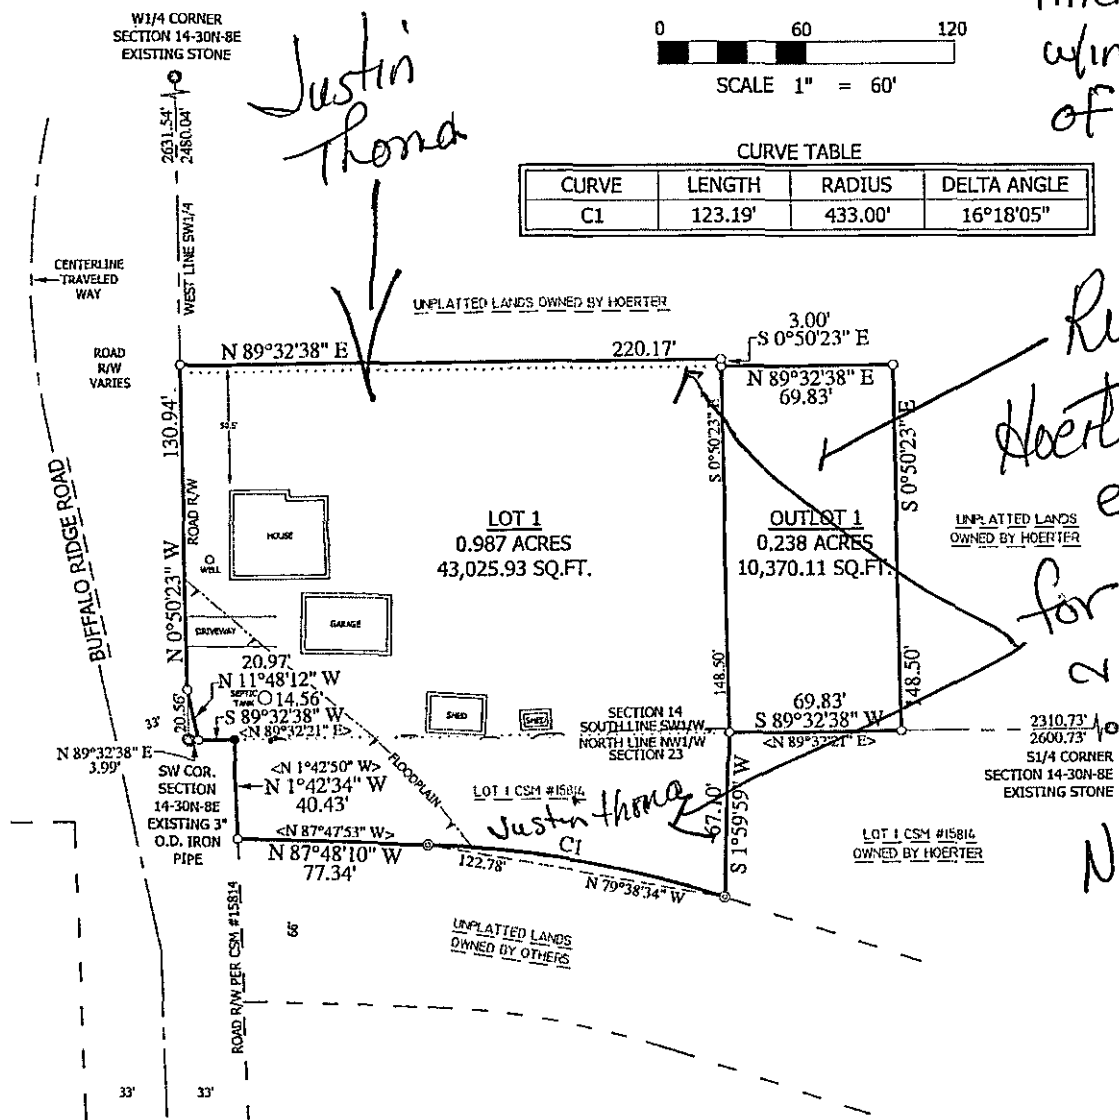 W1/4 CORNER
SECTION 14-30N-8E
EXISTING STONE
Justin
Thoma
0 60 120
SCALE 1" = 60'
w/in
of
CURVE TABLE
CURVE LENGTH RADIUS DELTA ANGLE
C1 123.19' 433.00' 16°18'05"
2631.54'
2480.04'
WEST LINE SW1/4
CENTERLINE
TRAVELED
WAY
ROAD
R/W
VARIES
UNPLATTED LANDS OWNED BY HOERTER
3.00'
S 0°50'23" E
N 89°32'38" E 220.17'
N 89°32'38" E
69.83'
130.94'
N 0°50'23" W
ROAD R/W
S 0°50'23" E
148.50'
S 0°50'23" E
148.50'
BUFFALO RIDGE ROAD
HOUSE
WELL
GARAGE
DRIVEWAY
LOT 1
0.987 ACRES
43,025.93 SQ.FT.
OUTLOT 1
0.238 ACRES
10,370.11 SQ.FT.
UNPLATTED LANDS
OWNED BY HOERTER
for
2
20.97'
N 11°48'12" W
SEPTIC
TANK 14.56'
S 89°32'38" W
<N 89°32'21" E>
20.56'
33'
N 89°32'38" E
3.99'
SHED
SHED
SECTION 14
SOUTH LINE SW1/W
NORTH LINE NW1/W
SECTION 23
69.83'
S 89°32'38" W
<N 89°32'21" E>
2310.73'
2600.73'
S1/4 CORNER
SECTION 14-30N-8E
EXISTING STONE
SW COR.
SECTION
14-30N-8E
EXISTING 3"
O.D. IRON
PIPE
<N 1°42'50" W>
N 1°42'34" W
40.43'
FLOODPLAIN
LOT 1 CSM #15814
Justin thoma
C1
67.10'
S 1°59'59" W
LOT 1 CSM #15814
OWNED BY HOERTER
N
<N 87°47'53" W>
N 87°48'10" W
77.34'
122.78'
N 79°38'34" W
ROAD R/W PER CSM #15814
66'
UNPLATTED LANDS
OWNED BY OTHERS
33' 33'